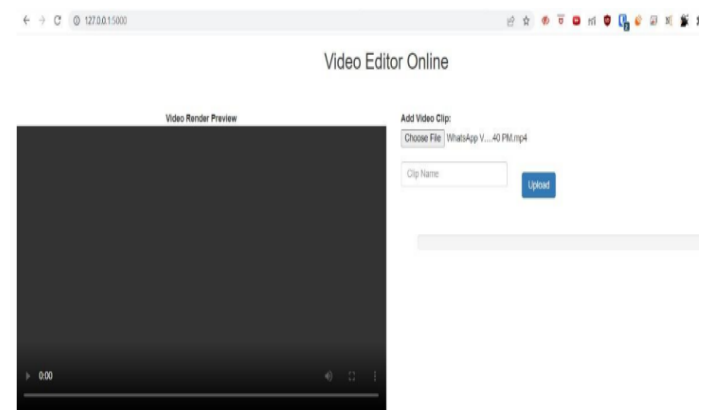 127.0.0.1:5000
Video Editor Online
Video Render Preview
Add Video Clip:
Choose File WhatsApp V....40 PM.mp4
Clip Name
Upload
0:00